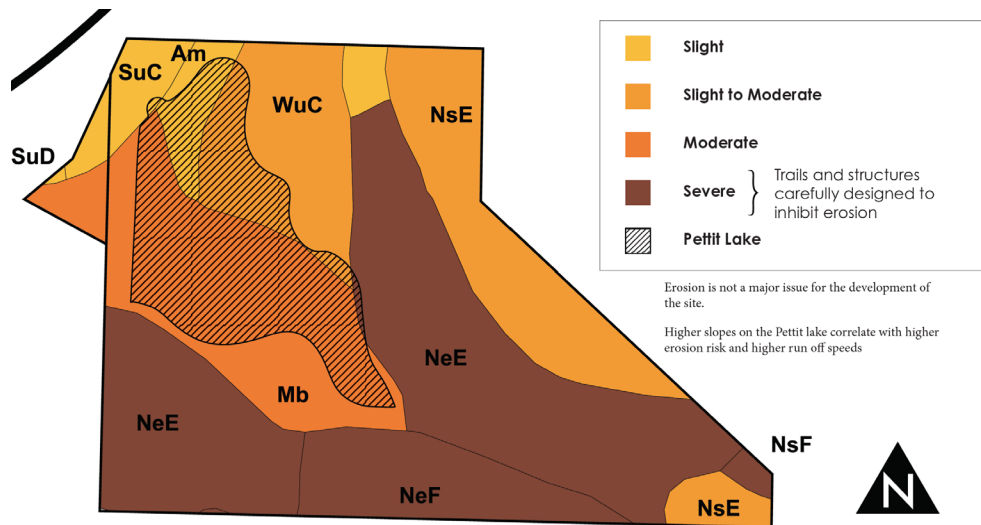 Am
SuC
WuC
NsE
SuD
NeE
Mb
NeE
NsF
NeF
NsE
Slight
Slight to Moderate
Moderate
Severe
Trails and structures
carefully designed to
inhibit erosion
Pettit Lake
Erosion is not a major issue for the development of
the site.
Higher slopes on the Pettit lake correlate with higher
erosion risk and higher run off speeds
N